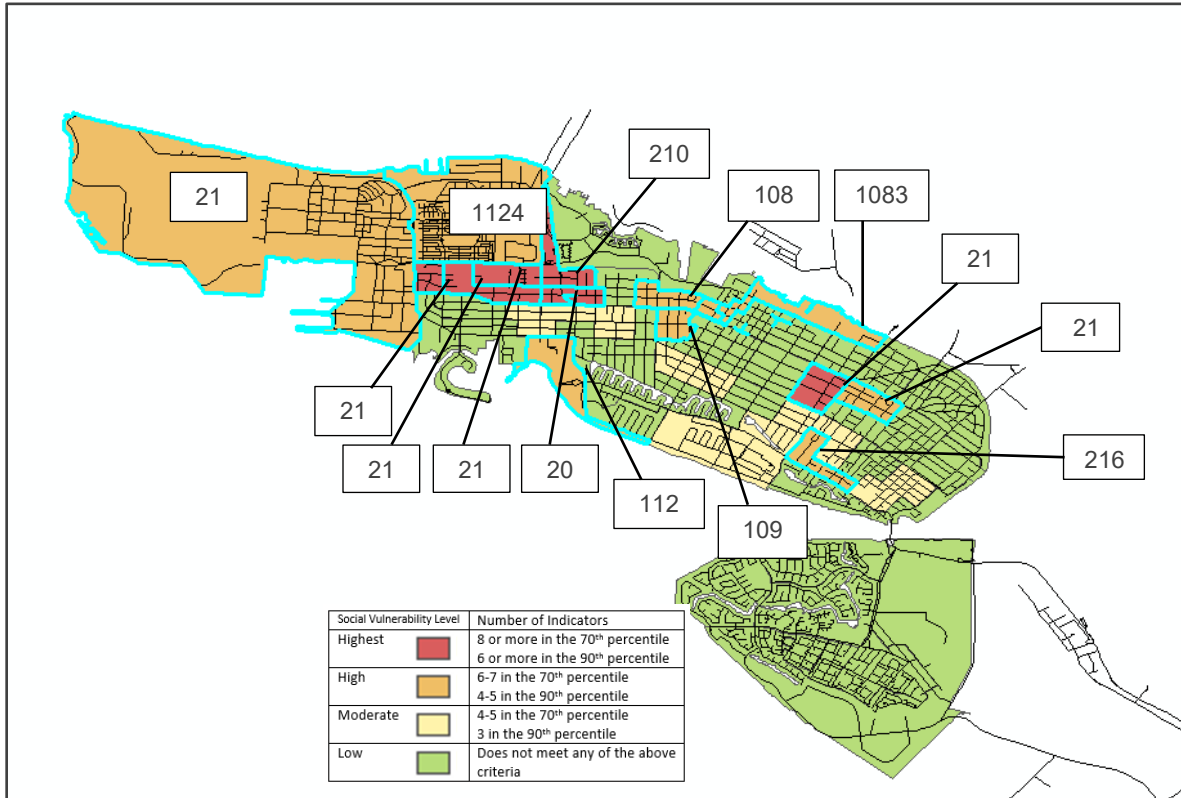 210
108
1083
21
1124
21
21
21
21
21
20
216
112
109
Social Vulnerability Level Number of Indicators
Highest 8 or more in the 70th percentile
6 or more in the 90th percentile
High 6-7 in the 70th percentile
4-5 in the 90th percentile
Moderate 4-5 in the 70th percentile
3 in the 90th percentile
Low Does not meet any of the above
criteria